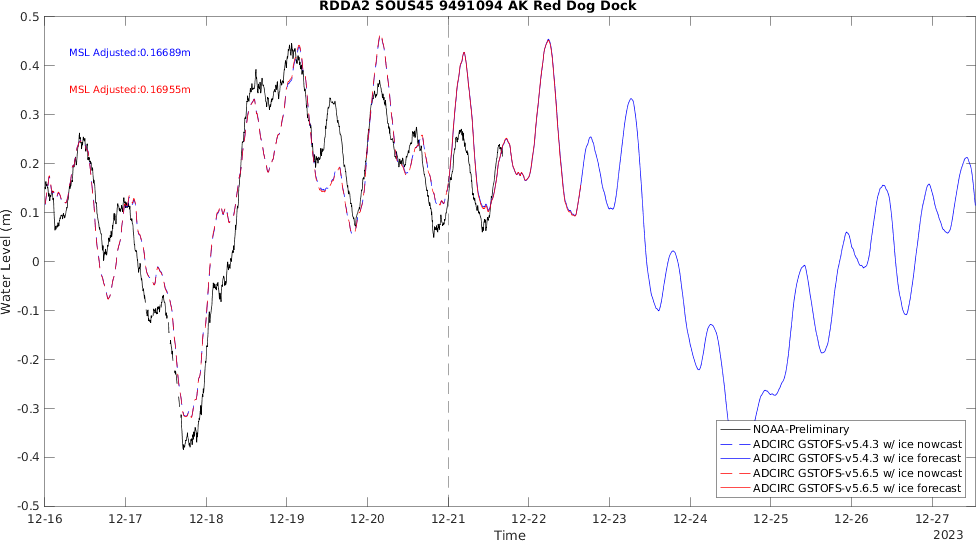 RDDA2 SOUS45 9491094 AK Red Dog Dock
MSL Adjusted:0.16689m
MSL Adjusted:0.16955m
Water Level (m)
0.5
0.4
0.3
0.2
0.1
0
-0.1
-0.2
-0.3
-0.4
-0.5
NOAA-Preliminary
ADCIRC GSTOFS-v5.4.3 w/ ice nowcast
ADCIRC GSTOFS-v5.4.3 w/ ice forecast
ADCIRC GSTOFS-v5.6.5 w/ ice nowcast
ADCIRC GSTOFS-v5.6.5 w/ ice forecast
12-16 12-17 12-18 12-19 12-20 12-21 12-22 12-23 12-24 12-25 12-26 12-27
Time
2023